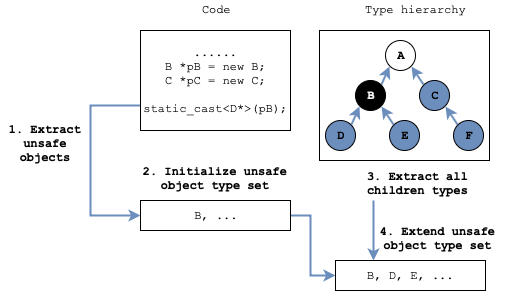 Code
......
B *pB = new B;
C *pC = new C;
static_cast<D*>(pB);
Type hierarchy
A
B
C
D
E
F
1. Extract
unsafe
objects
2. Initialize unsafe
object type set
B, ...
3. Extract all
children types
4. Extend unsafe
object type set
B, D, E, ...